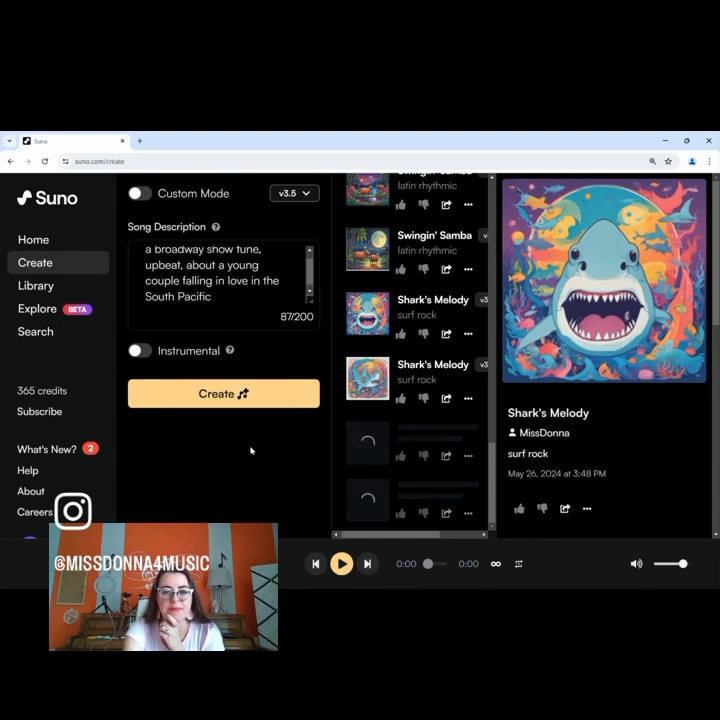 Suno
suno.com/create
Suno
Home
Create
Library
Explore BETA
Search
365 credits
Subscribe
What's New? 2
Help
About
Careers
Custom Mode
v3.5
Song Description
a broadway show tune,
upbeat, about a young
couple falling in love in the
South Pacific
87/200
Instrumental
Create
Swingin' Samba
latin rhythmic
Swingin' Samba
latin rhythmic
Shark's Melody v3
surf rock
Shark's Melody v3
surf rock
Shark's Melody
MissDonna
surf rock
May 26, 2024 at 3:48 PM
0:00 0:00
@MISSDONNA4MUSIC